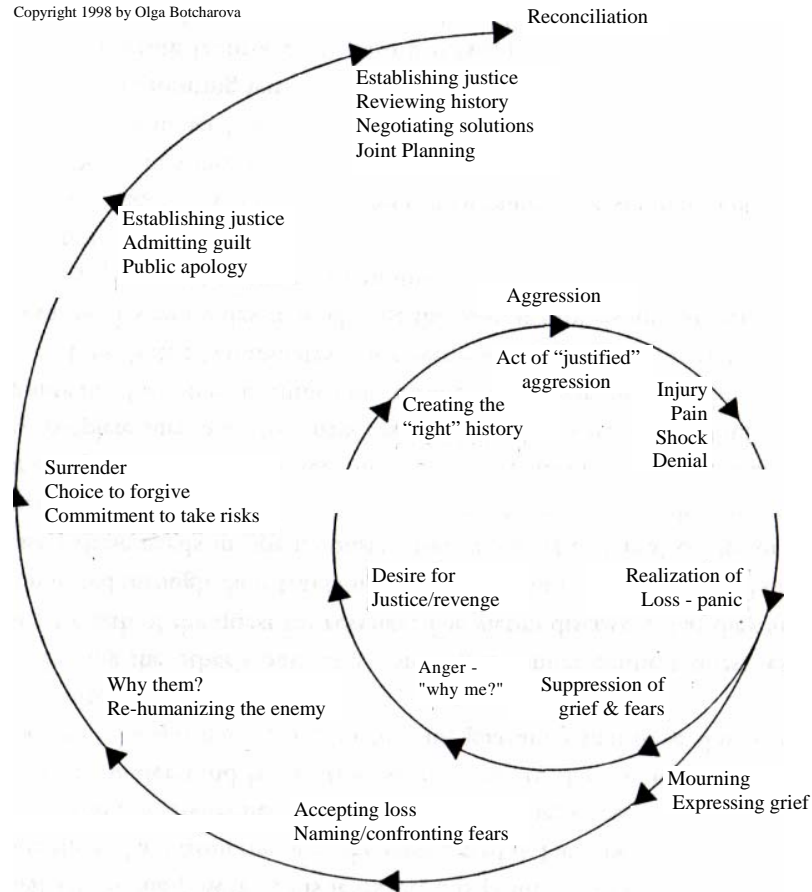 Copyright 1998 by Olga Botcharova
Reconciliation
Establishing justice
Reviewing history
Negotiating solutions
Joint Planning
Establishing justice
Admitting guilt
Public apology
Aggression
Act of “justified”
aggression
Creating the
“right” history
Injury
Pain
Shock
Denial
Surrender
Choice to forgive
Commitment to take risks
Desire for
Justice/revenge
Realization of
Loss - panic
Anger -
"why me?"
Suppression of
grief & fears
Why them?
Re-humanizing the enemy
Mourning
Expressing grief
Accepting loss
Naming/confronting fears